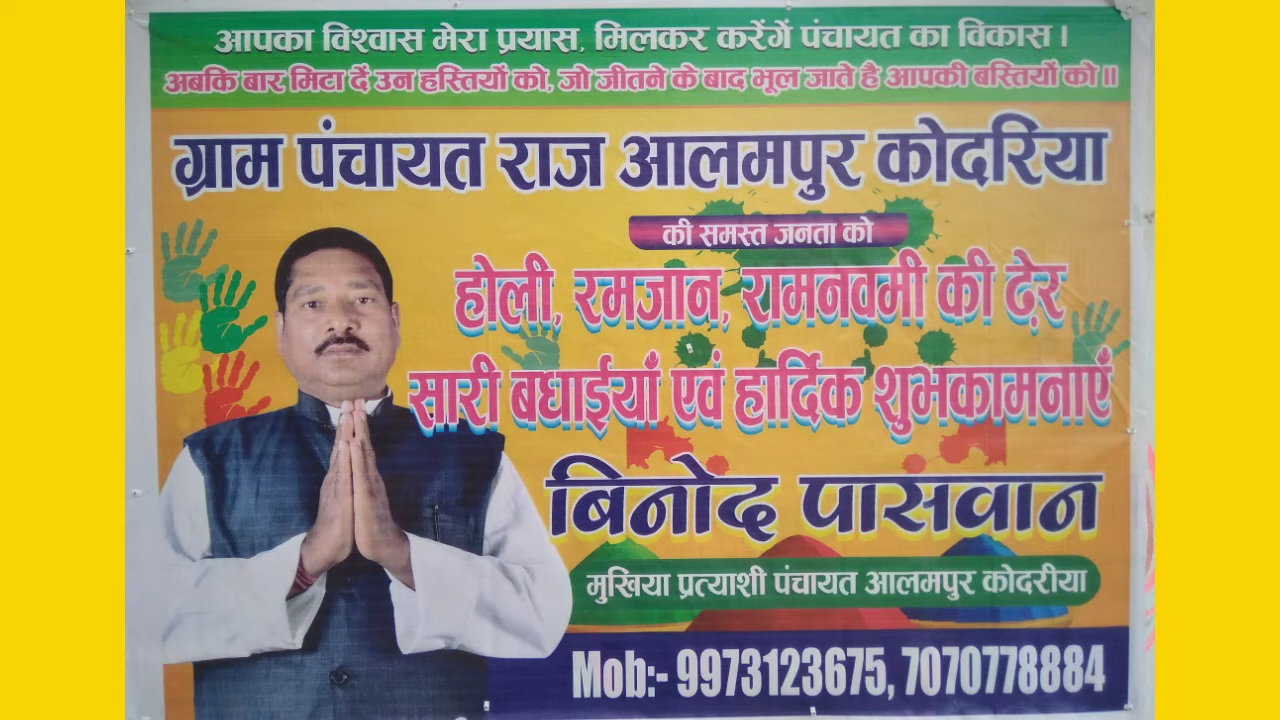 आपका विश्वास मेरा प्रयास, मिलकर करेंगें पंचायत का विकास।
अबकि बार मिटा दें उन हस्तियों को, जो जीतने के बाद भूल जाते है आपकी बस्तियों को॥
ग्राम पंचायत राज आलमपुर कोदरिया
की समस्त जनता को
होली, रमजान, रामनवमी की ढ़ेर
सारी बधाईयाँ एवं हार्दिक शुभकामनाएँ
बिनोद पासवान
मुखिया प्रत्याशी पंचायत आलमपुर कोदरीया
Mob:- 9973123675, 7070778884